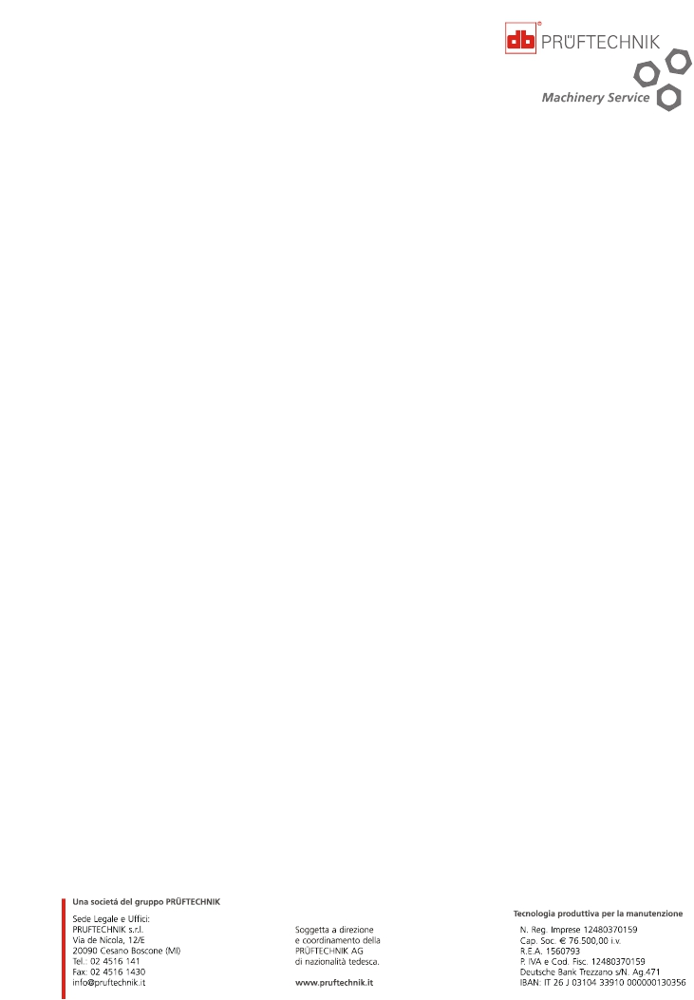 db® PRÜFTECHNIK
Machinery Service
Una societá del gruppo PRÜFTECHNIK
Sede Legale e Uffici:
PRUFTECHNIK s.r.l.
Via de Nicola, 12/E
20090 Cesano Boscone (MI)
Tel.: 02 4516 141
Fax: 02 4516 1430
info@pruftechnik.it
Soggetta a direzione
e coordinamento della
PRÜFTECHNIK AG
di nazionalità tedesca.
www.pruftechnik.it
Tecnologia produttiva per la manutenzione
N. Reg. Imprese 12480370159
Cap. Soc. € 76.500,00 i.v.
R.E.A. 1560793
P. IVA e Cod. Fisc. 12480370159
Deutsche Bank Trezzano s/N. Ag.471
IBAN: IT 26 J 03104 33910 000000130356